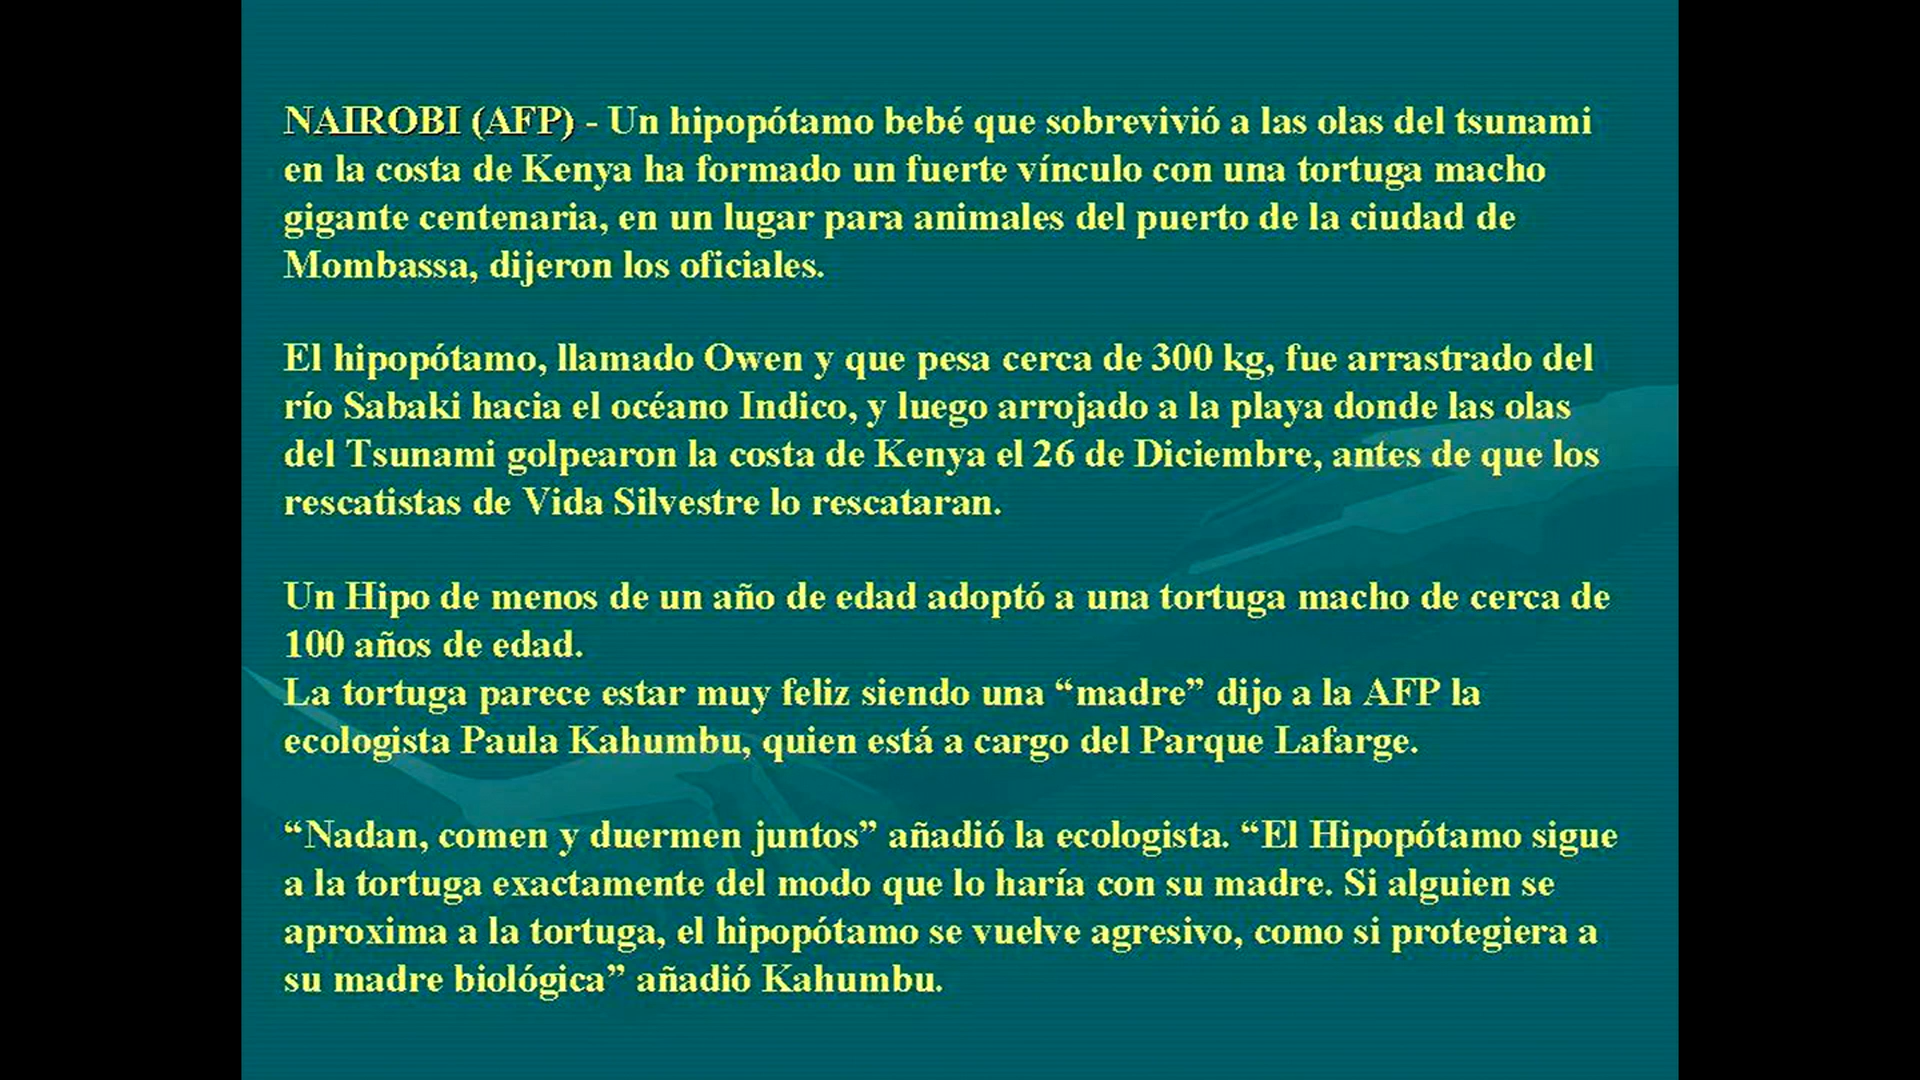 NAIROBI (AFP) - Un hipopótamo bebé que sobrevivió a las olas del tsunami
en la costa de Kenya ha formado un fuerte vínculo con una tortuga macho
gigante centenaria, en un lugar para animales del puerto de la ciudad de
Mombassa, dijeron los oficiales.
El hipopótamo, llamado Owen y que pesa cerca de 300 kg, fue arrastrado del
río Sabaki hacia el océano Indico, y luego arrojado a la playa donde las olas
del Tsunami golpearon la costa de Kenya el 26 de Diciembre, antes de que los
rescatistas de Vida Silvestre lo rescataran.
Un Hipo de menos de un año de edad adoptó a una tortuga macho de cerca de
100 años de edad.
La tortuga parece estar muy feliz siendo una “madre” dijo a la AFP la
ecologista Paula Kahumbu, quien está a cargo del Parque Lafarge.
“Nadan, comen y duermen juntos” añadió la ecologista. “El Hipopótamo sigue
a la tortuga exactamente del modo que lo haría con su madre. Si alguien se
aproxima a la tortuga, el hipopótamo se vuelve agresivo, como si protegiera a
su madre biológica” añadió Kahumbu.